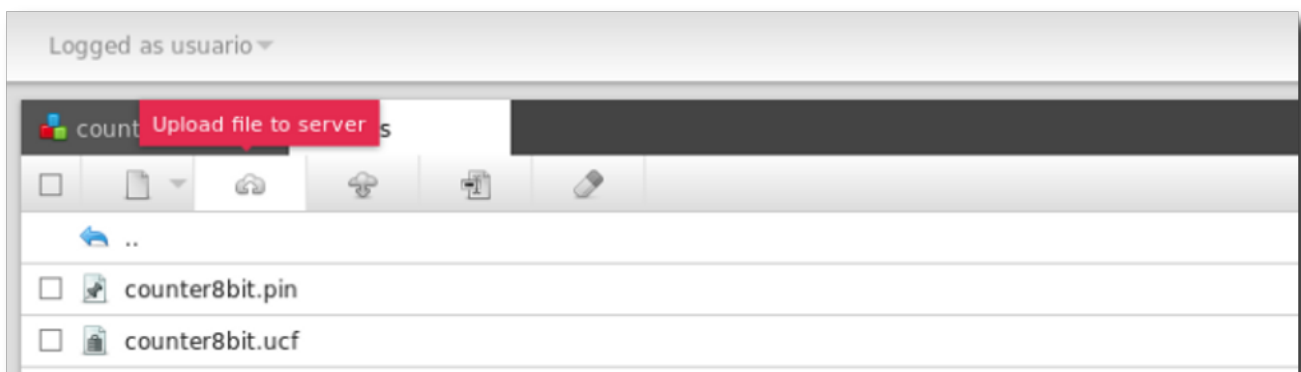 Logged as usuario
count
Upload file to server
s
..
counter8bit.pin
counter8bit.ucf